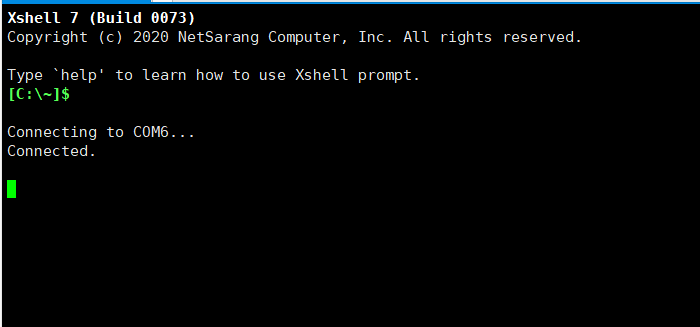 Xshell 7 (Build 0073)
Copyright (c) 2020 NetSarang Computer, Inc. All rights reserved.
Type `help' to learn how to use Xshell prompt.
[C:\~]$
Connecting to COM6...
Connected.